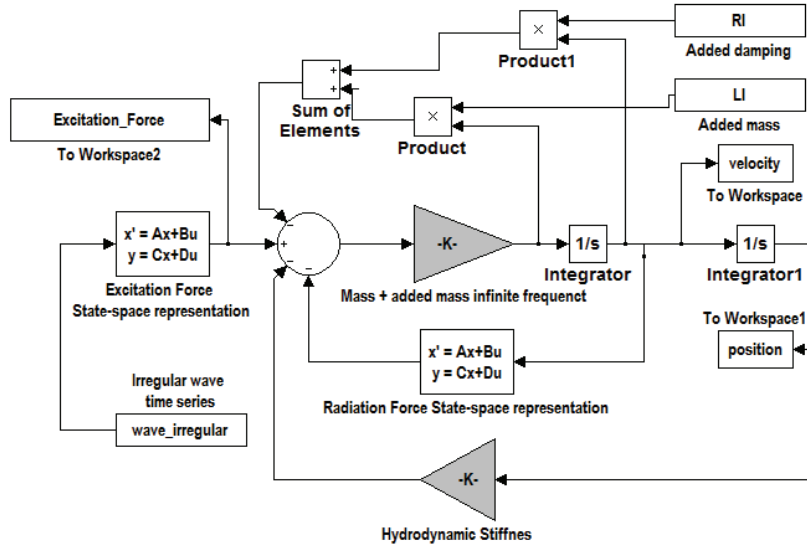 RI
Added damping
×
Product1
+
+
Sum of
Elements
LI
Added mass
×
Product
Excitation_Force
To Workspace2
velocity
To Workspace
x' = Ax+Bu
y = Cx+Du
Excitation Force
State-space representation
−
+
−
−
-K-
Mass + added mass infinite frequenct
1/s
Integrator
1/s
Integrator1
To Workspace1
position
x' = Ax+Bu
y = Cx+Du
Radiation Force State-space representation
Irregular wave
time series
wave_irregular
-K-
Hydrodynamic Stiffnes